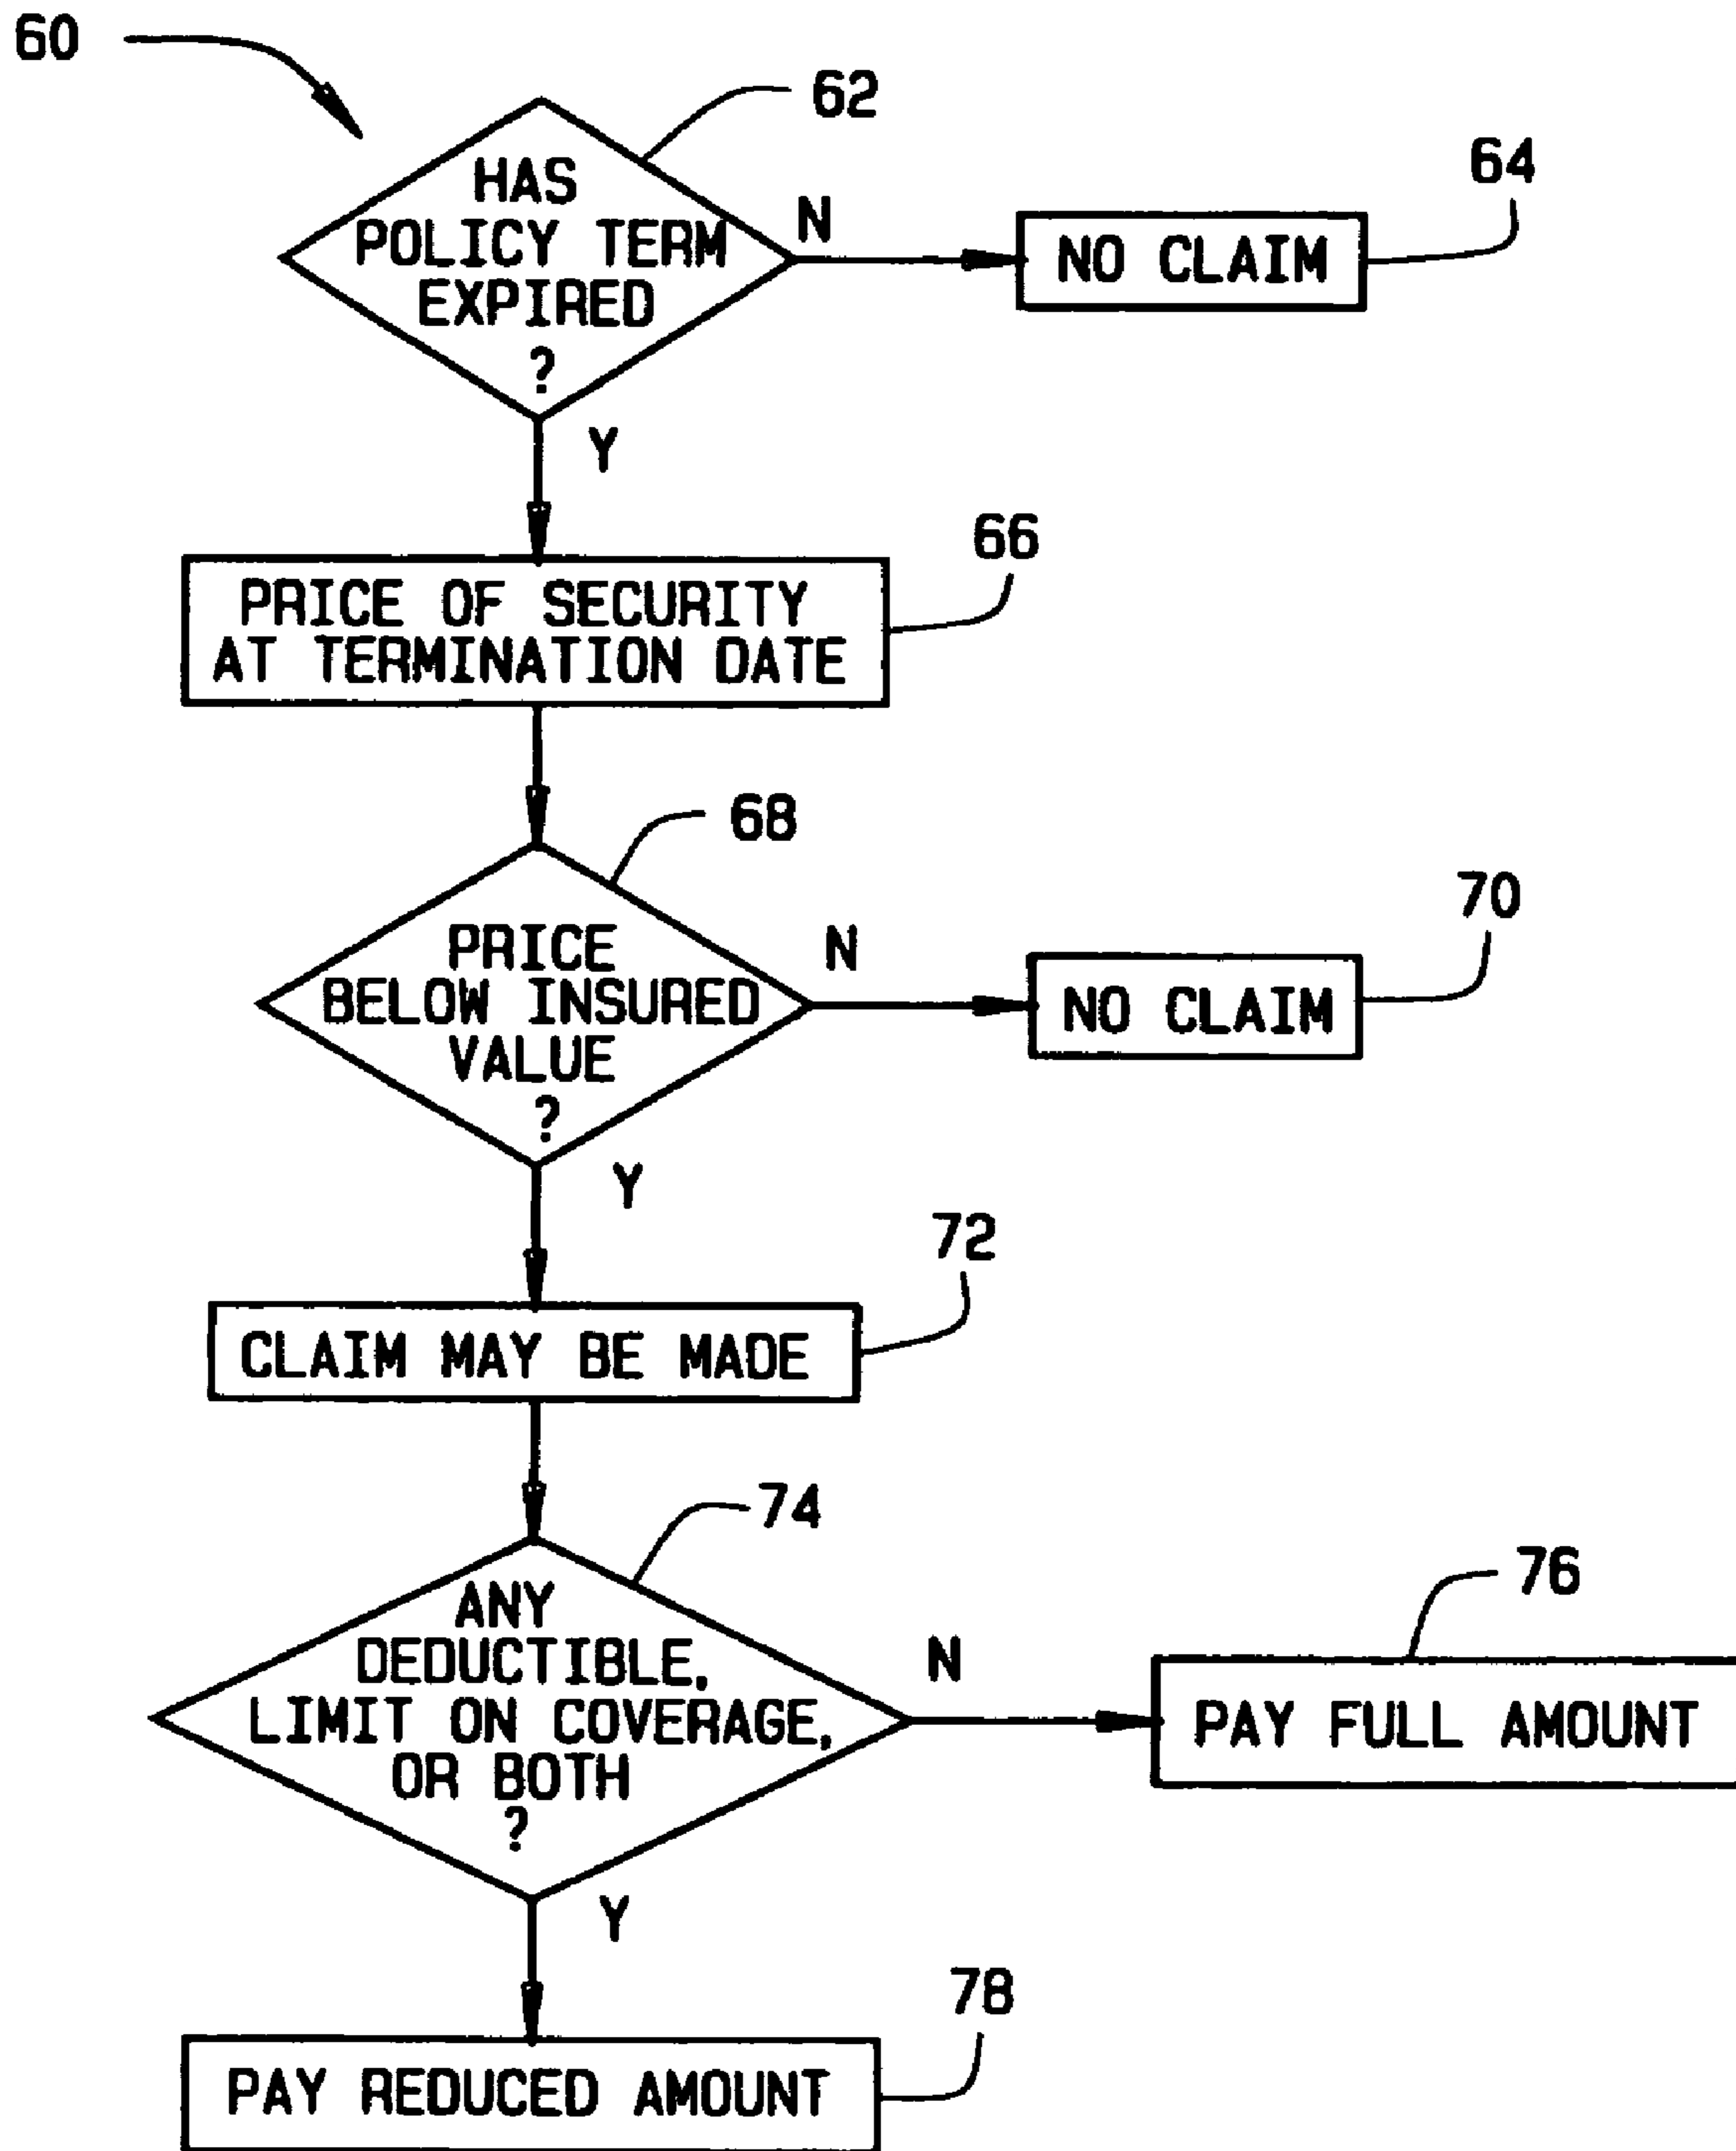 60
62
HAS
POLICY TERM
EXPIRED
?
N
64
NO CLAIM
Y
66
PRICE OF SECURITY
AT TERMINATION DATE
68
PRICE
BELOW INSURED
VALUE
?
N
70
NO CLAIM
Y
72
CLAIM MAY BE MADE
74
ANY
DEDUCTIBLE,
LIMIT ON COVERAGE,
OR BOTH
?
N
76
PAY FULL AMOUNT
Y
78
PAY REDUCED AMOUNT